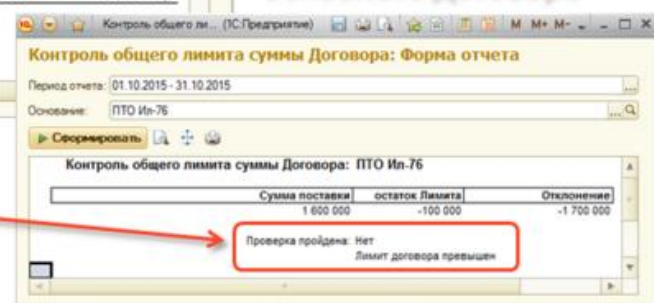 Контроль общего ли... (1С:Предприятие) M M+ M-
Контроль общего лимита суммы Договора: Форма отчета
Период отчета: 01.10.2015 - 31.10.2015 ...
Основание: ПТО Ил-76 ...
Сформировать
Контроль общего лимита суммы Договора: ПТО Ил-76
Сумма поставки остаток Лимита Отклонение
1 600 000 -100 000 -1 700 000
Проверка пройдена: Нет
Лимит договора превышен